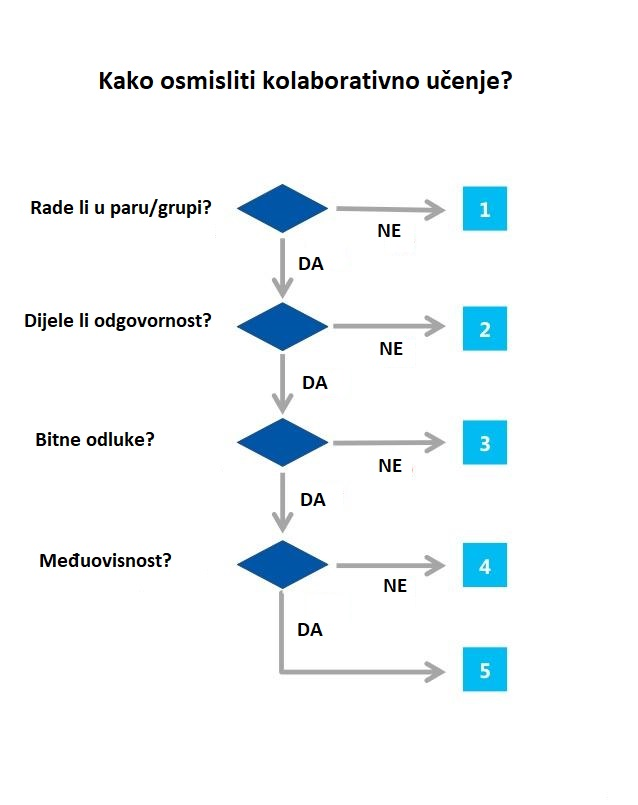 Kako osmisliti kolaborativno učenje?
Rade li u paru/grupi?
1
NE
DA
Dijele li odgovornost?
2
NE
DA
Bitne odluke?
3
NE
DA
Međuovisnost?
4
NE
DA
5